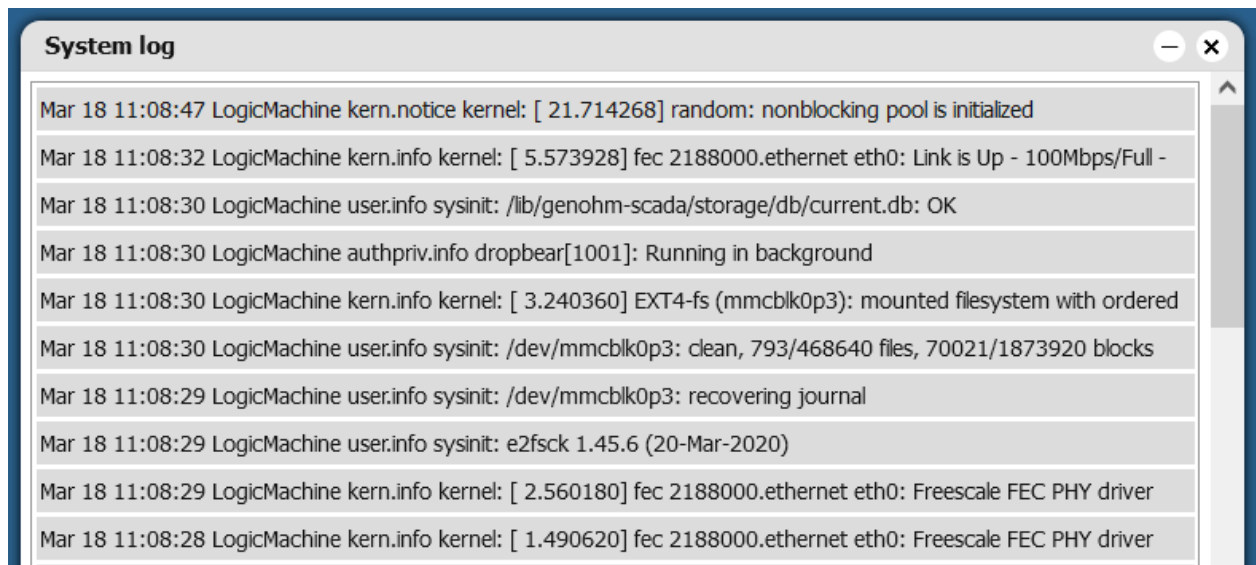 System log
Mar 18 11:08:47 LogicMachine kern.notice kernel: [ 21.714268] random: nonblocking pool is initialized
Mar 18 11:08:32 LogicMachine kern.info kernel: [ 5.573928] fec 2188000.ethernet eth0: Link is Up - 100Mbps/Full -
Mar 18 11:08:30 LogicMachine user.info sysinit: /lib/genohm-scada/storage/db/current.db: OK
Mar 18 11:08:30 LogicMachine authpriv.info dropbear[1001]: Running in background
Mar 18 11:08:30 LogicMachine kern.info kernel: [ 3.240360] EXT4-fs (mmcblk0p3): mounted filesystem with ordered
Mar 18 11:08:30 LogicMachine user.info sysinit: /dev/mmcblk0p3: clean, 793/468640 files, 70021/1873920 blocks
Mar 18 11:08:29 LogicMachine user.info sysinit: /dev/mmcblk0p3: recovering journal
Mar 18 11:08:29 LogicMachine user.info sysinit: e2fsck 1.45.6 (20-Mar-2020)
Mar 18 11:08:29 LogicMachine kern.info kernel: [ 2.560180] fec 2188000.ethernet eth0: Freescale FEC PHY driver
Mar 18 11:08:28 LogicMachine kern.info kernel: [ 1.490620] fec 2188000.ethernet eth0: Freescale FEC PHY driver